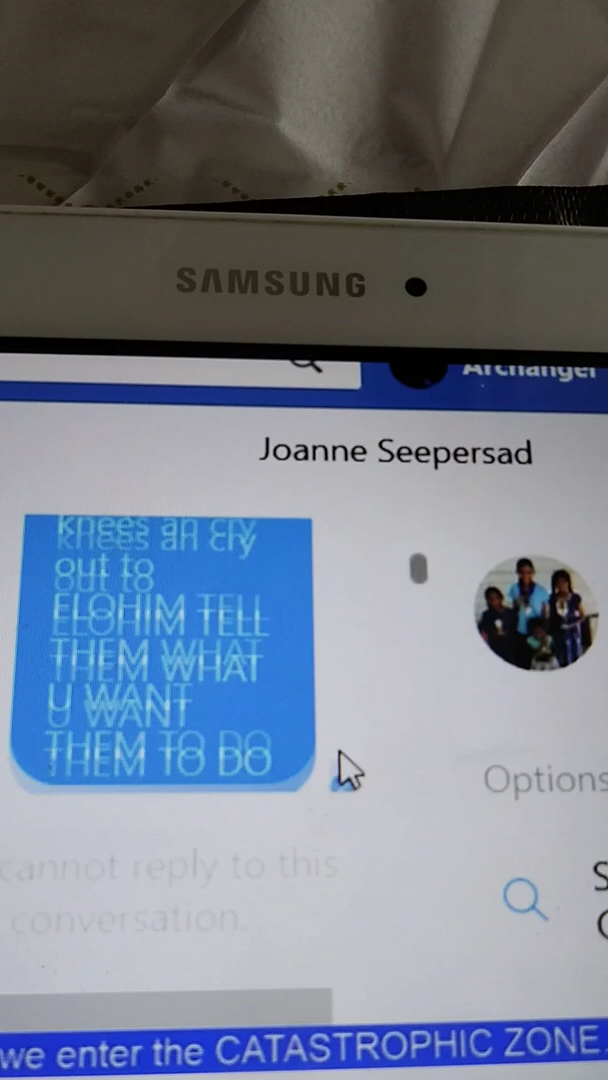 SAMSUNG
Archangel
Joanne Seepersad
knees an cry
out to
ELOHIM TELL
THEM WHAT
U WANT
THEM TO DO
Options
cannot reply to this
conversation.
we enter the CATASTROPHIC ZONE.